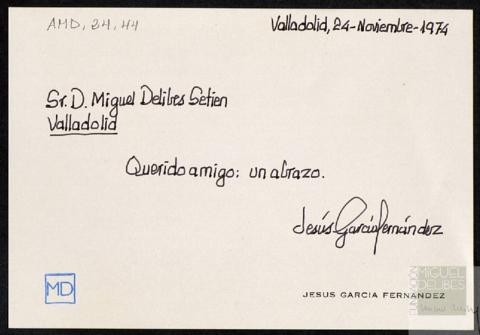 AMD, 24, 44
Valladolid, 24-Noviembre-1974
Sr. D. Miguel Delibes Setien
Valladolid
Querido amigo: un abrazo.
Jesús García Fernández
MD
JESUS GARCIA FERNANDEZ
FUNDACIÓN
MIGUEL
DELIBES